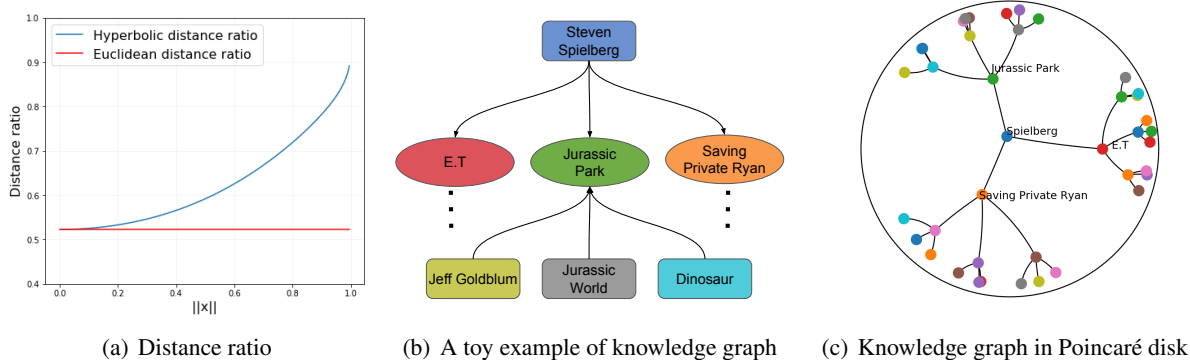 Hyperbolic distance ratio
Euclidean distance ratio
Distance ratio
1.0
0.9
0.8
0.7
0.6
0.5
0.4
0.0
0.2
0.4
0.6
0.8
1.0
||x||
(a) Distance ratio
Steven
Spielberg
E.T
Jurassic
Park
Saving
Private Ryan
Jeff Goldblum
Jurassic
World
Dinosaur
(b) A toy example of knowledge graph
Jurassic Park
Spielberg
E.T
Saving Private Ryan
(c) Knowledge graph in Poincaré disk